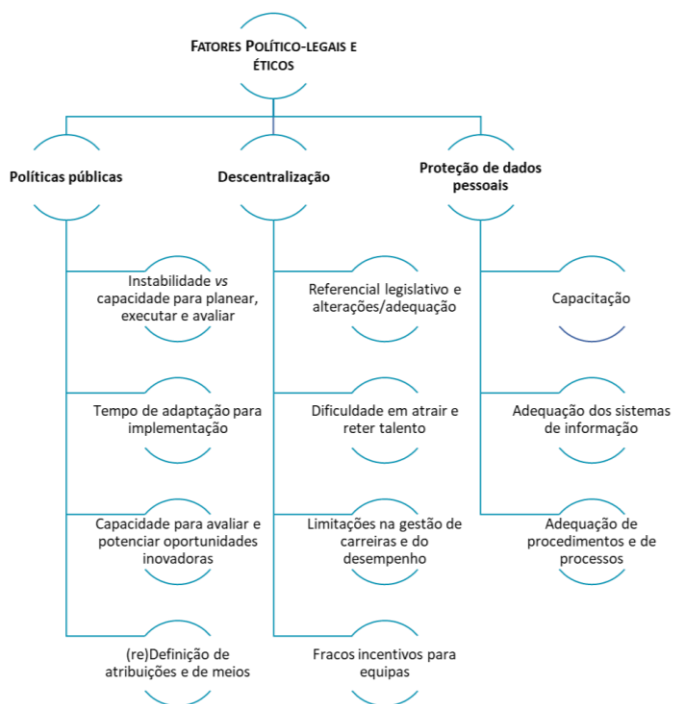 FATORES POLÍTICO-LEGAIS E
ÉTICOS
Políticas públicas
Descentralização
Proteção de dados
pessoais
Instabilidade vs
capacidade para planear,
executar e avaliar
Referencial legislativo e
alterações/adequação
Capacitação
Tempo de adaptação para
implementação
Dificuldade em atrair e
reter talento
Adequação dos sistemas
de informação
Capacidade para avaliar e
potenciar oportunidades
inovadoras
Limitações na gestão de
carreiras e do
desempenho
Adequação de
procedimentos e de
processos
(re)Definição de
atribuições e de meios
Fracos incentivos para
equipas